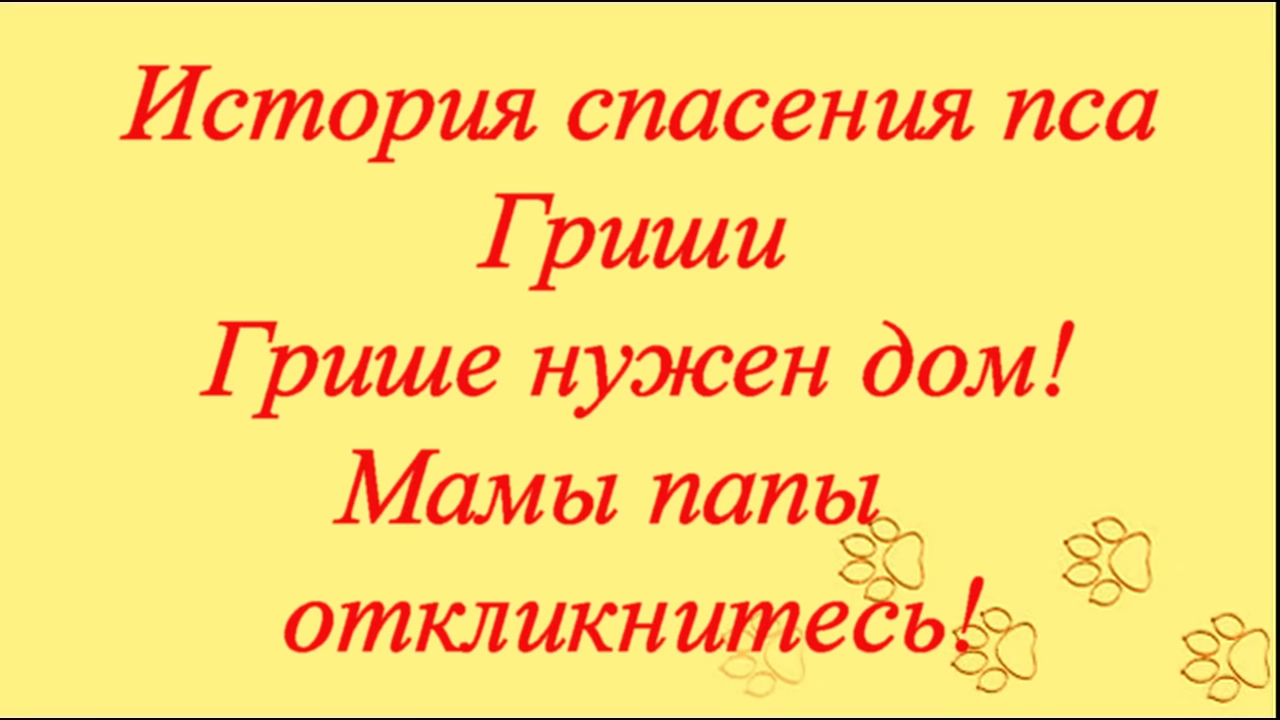 История спасения пса
Гриши
Грише нужен дом!
Мамы папы
откликнитесь!